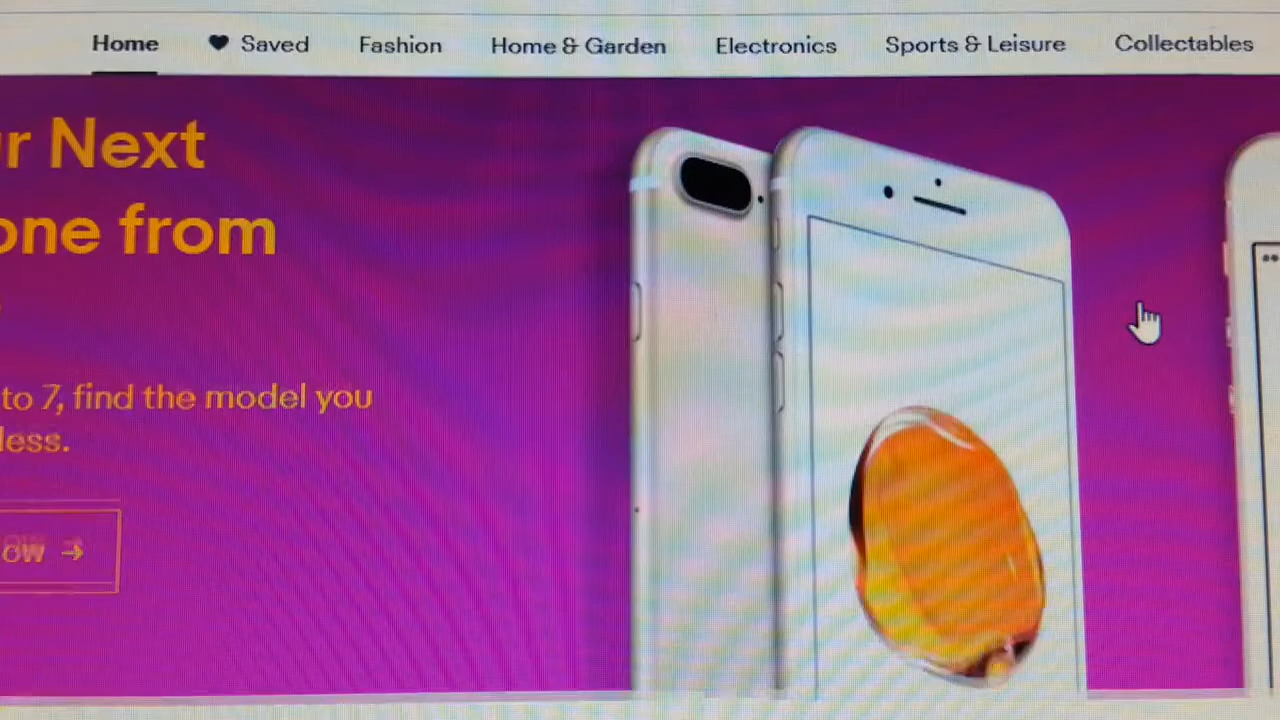 Home Saved Fashion Home & Garden Electronics Sports & Leisure Collectables
r Next
one from
to 7, find the model you
less.
ow →